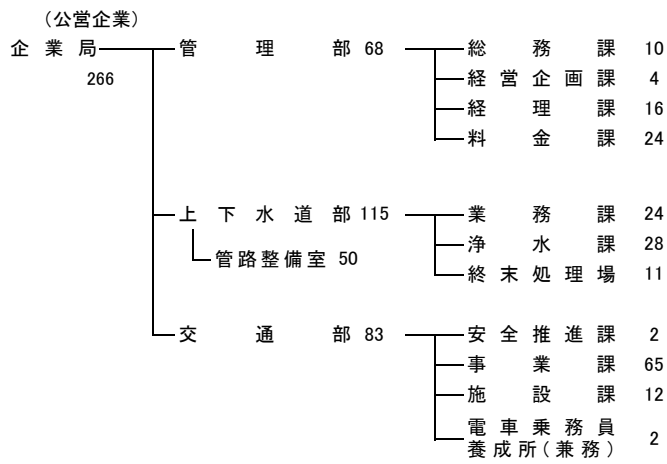 （公営企業）
企業局
266
管理部 68
総務課 10
経営企画課 4
経理課 16
料金課 24
上下水道部 115
管路整備室 50
業務課 24
浄水課 28
終末処理場 11
交通部 83
安全推進課 2
事業課 65
施設課 12
電車乗務員
養成所（兼務） 2